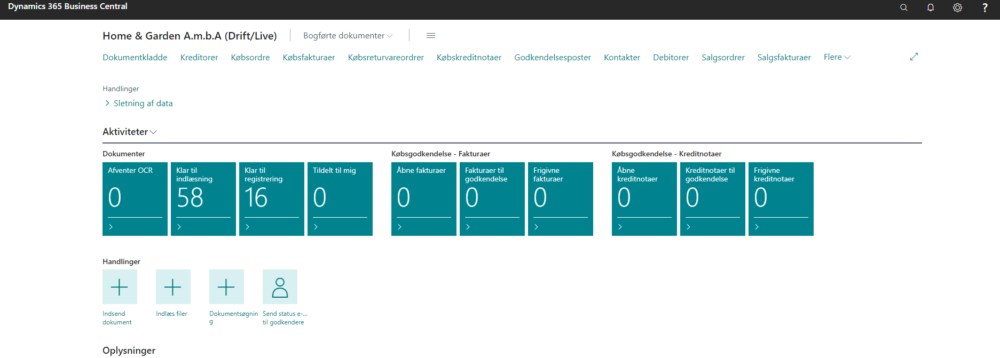 Dynamics 365 Business Central
?
Home & Garden A.m.b.A (Drift/Live)
Bogførte dokumenter
Dokumentkladde Kreditorer Købsordre Købsfakturaer Købsreturvareordrer Købskreditnotaer Godkendelsesposter Kontakter Debitorer Salgsordrer Salgsfakturaer Flere
Handlinger
Sletning af data
Aktiviteter
Dokumenter
Afventer OCR
0
Klar til
indlæsning
58
Klar til
registrering
16
Tildelt til mig
0
Købsgodkendelse - Fakturaer
Åbne fakturaer
0
Fakturaer til
godkendelse
0
Frigivne
fakturaer
0
Købsgodkendelse - Kreditnotaer
Åbne
kreditnotaer
0
Kreditnotaer til
godkendelse
0
Frigivne
kreditnotaer
0
Handlinger
Indsend
dokument
Indlæs filer
Dokumentsøgnin
g
Send status e-...
til godkendere
Oplysninger